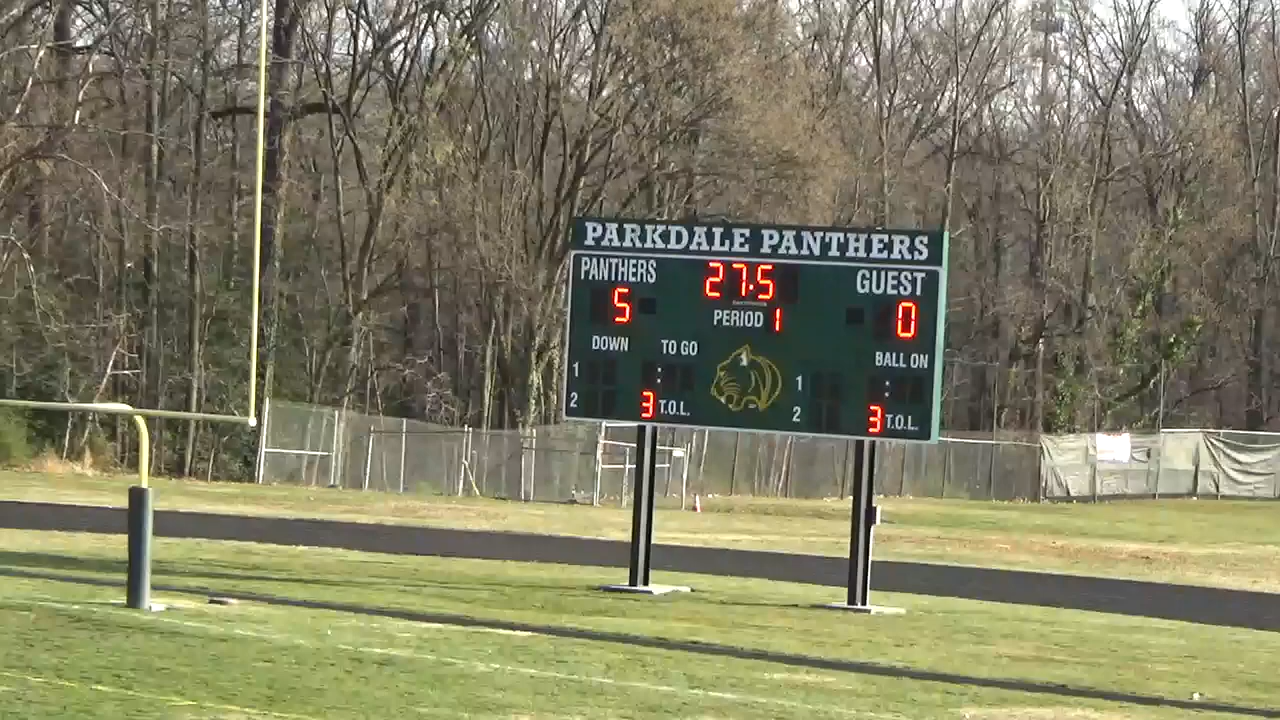 PARKDALE PANTHERS
PANTHERS 27.5 GUEST
5 PERIOD 1 0
DOWN TO GO BALL ON
1 : 1 :
2 3 T.O.L. 2 3 T.O.L.